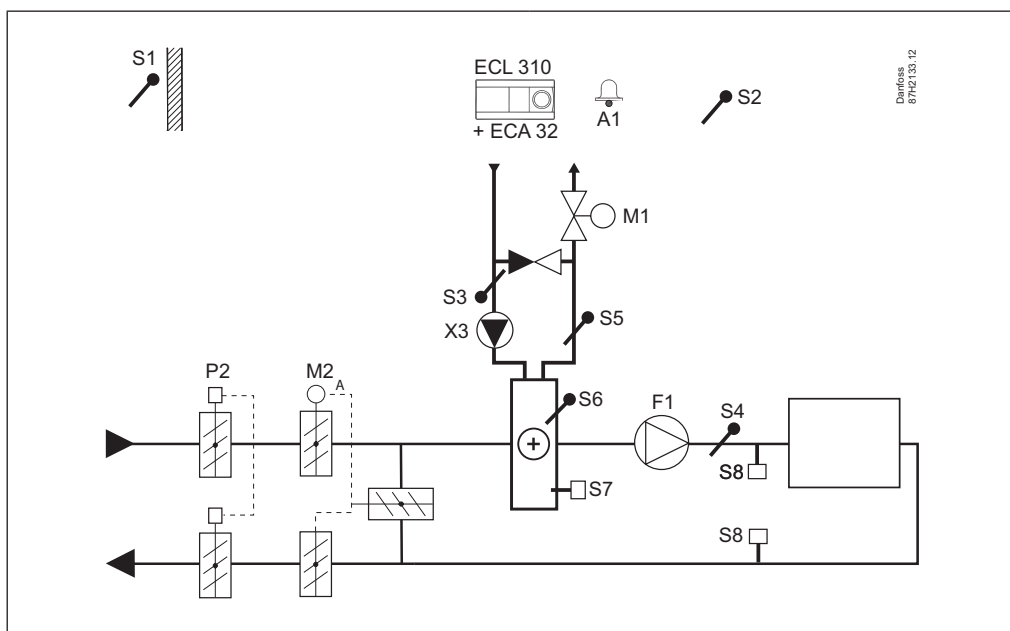 S1
ECL 310
+ ECA 32
A1
S2
Danfoss
87H2133.12
M1
S3
X3
S5
P2
M2
A
S6
F1
S4
S8
S7
S8